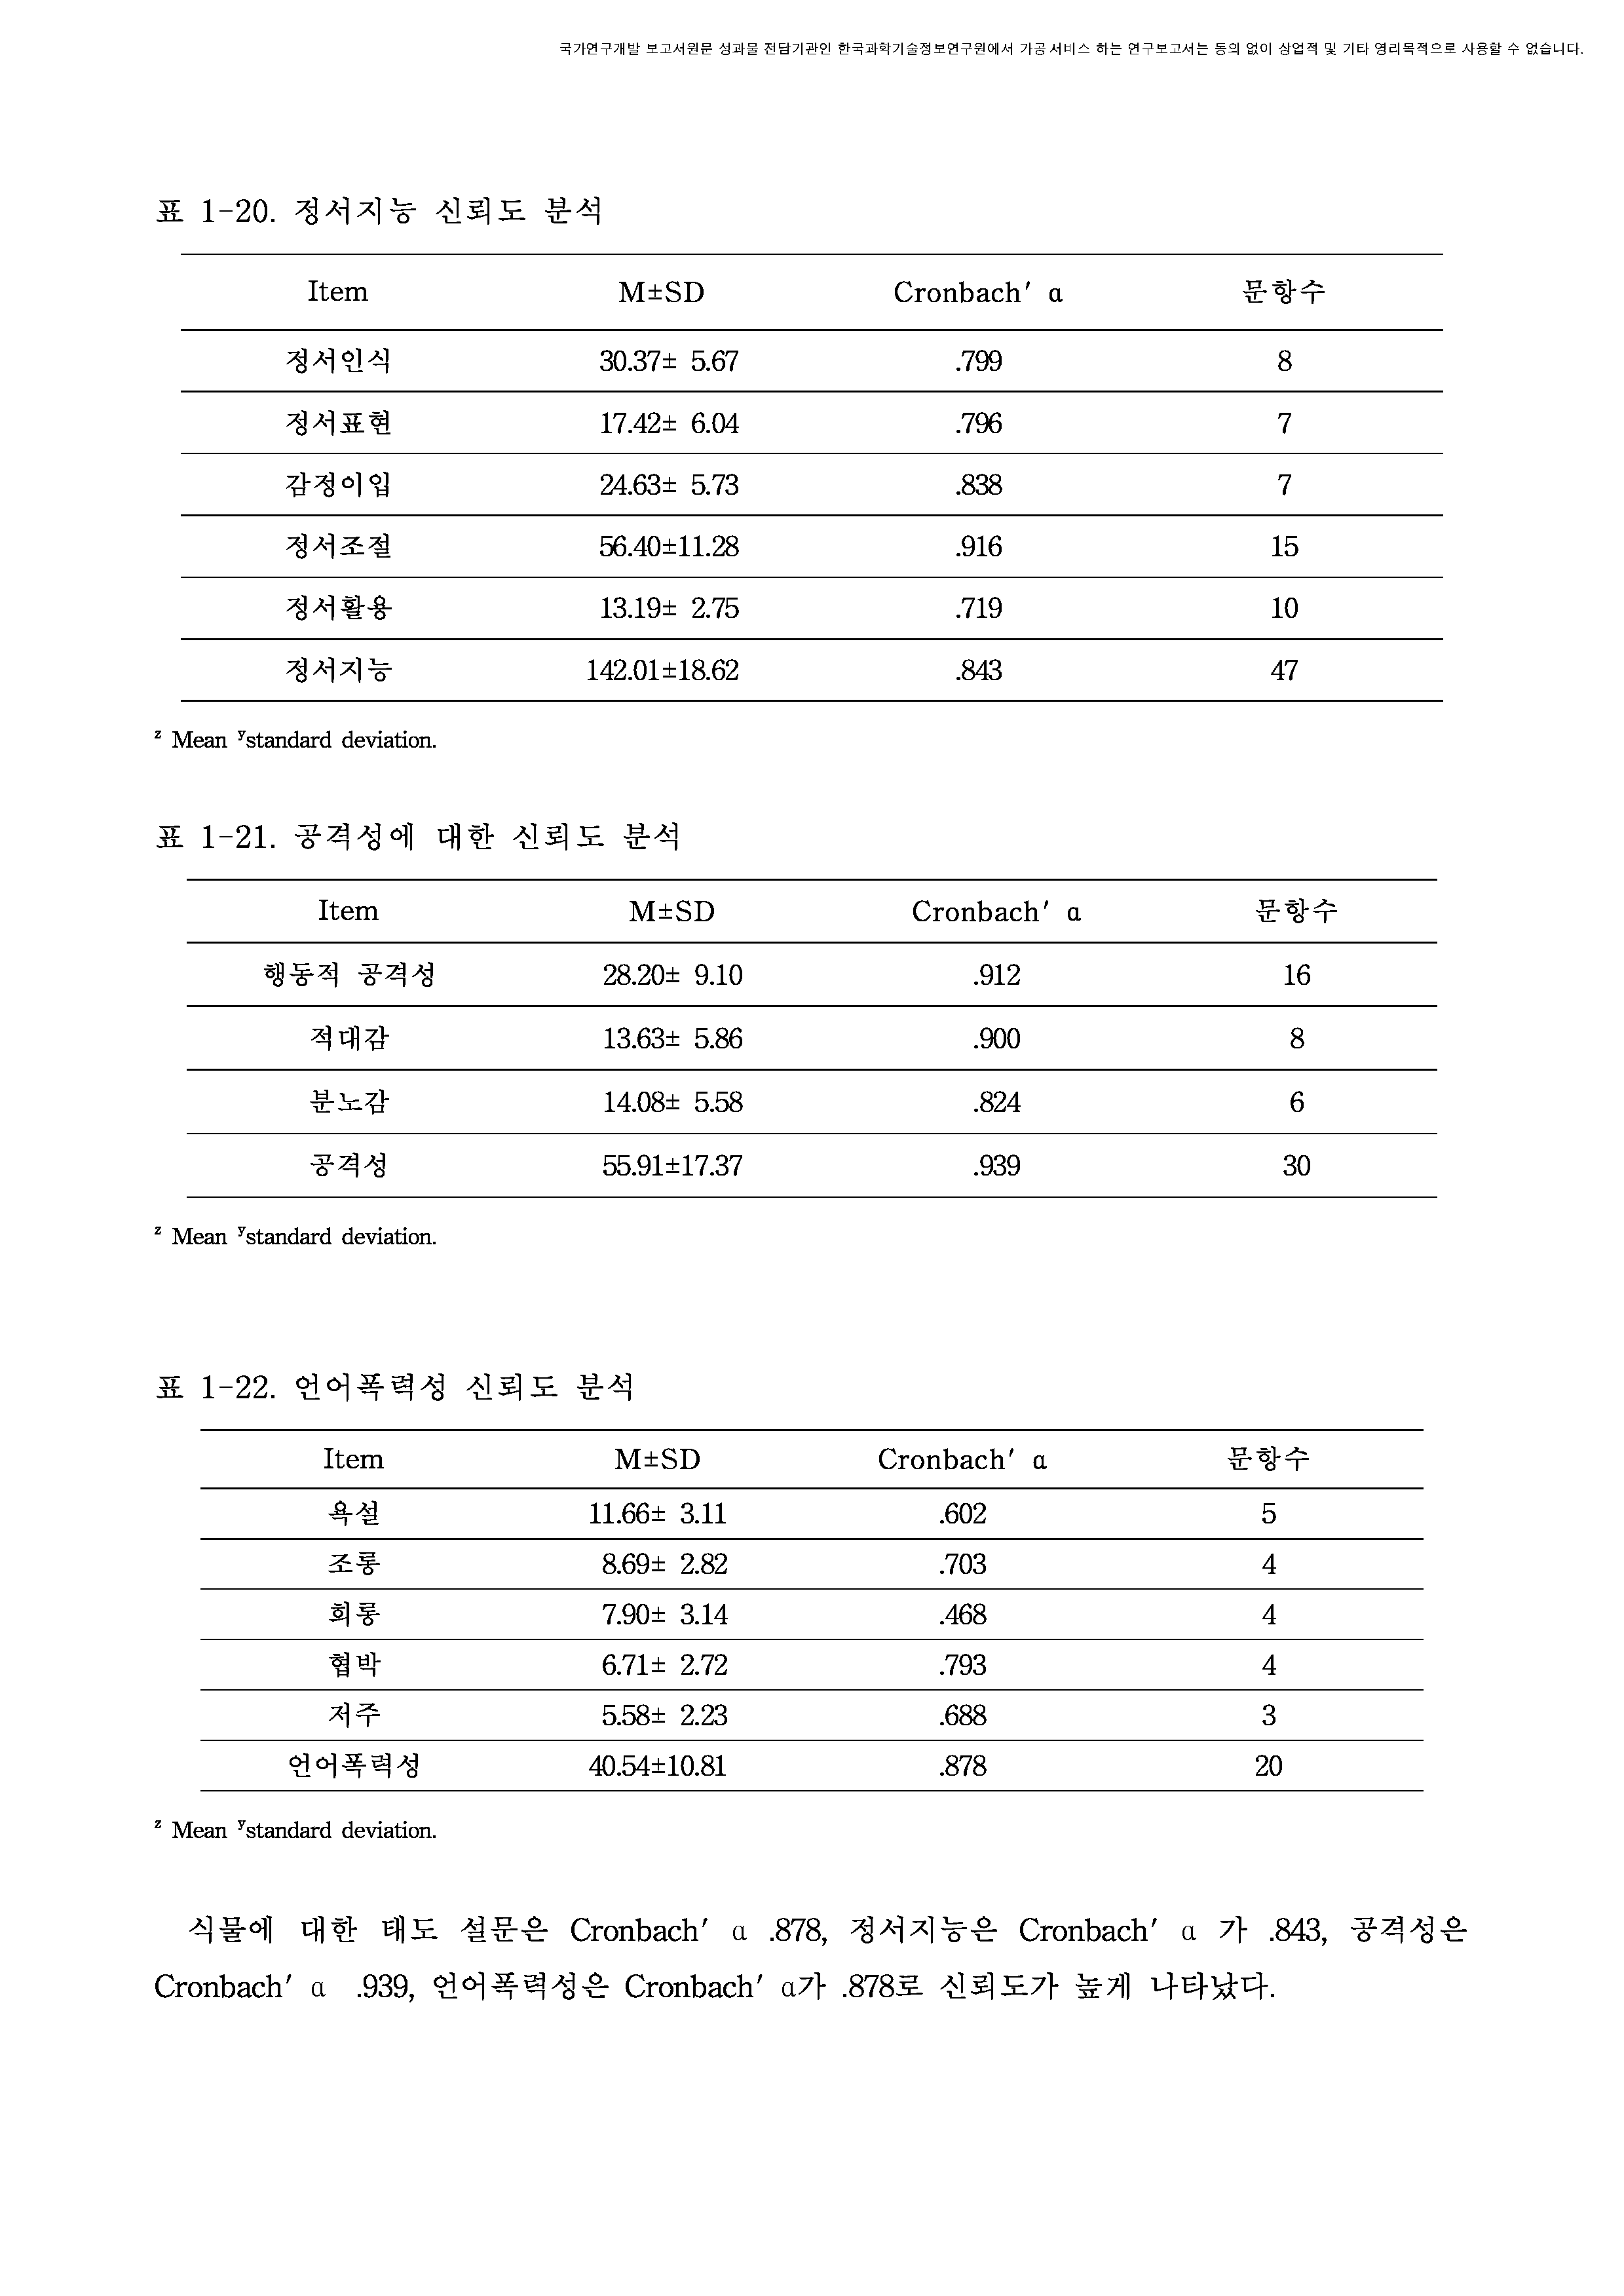 국가연구개발 보고서원문 성과물 전담기관인 한국과학기술정보연구원에서 가공·서비스 하는 연구보고서는 동의 없이 상업적 및 기타 영리목적으로 사용할 수 없습니다.
표 1-20. 정서지능 신뢰도 분석
Item M±SD Cronbach′ α 문항수
정서인식 30.37± 5.67 .799 8
정서표현 17.42± 6.04 .796 7
감정이입 24.63± 5.73 .838 7
정서조절 56.40±11.28 .916 15
정서활용 13.19± 2.75 .719 10
정서지능 142.01±18.62 .843 47
z Mean ystandard deviation.
표 1-21. 공격성에 대한 신뢰도 분석
Item M±SD Cronbach′ α 문항수
행동적 공격성 28.20± 9.10 .912 16
적대감 13.63± 5.86 .900 8
분노감 14.08± 5.58 .824 6
공격성 55.91±17.37 .939 30
z Mean ystandard deviation.
표 1-22. 언어폭력성 신뢰도 분석
Item M±SD Cronbach′ α 문항수
욕설 11.66± 3.11 .602 5
조롱 8.69± 2.82 .703 4
희롱 7.90± 3.14 .468 4
협박 6.71± 2.72 .793 4
저주 5.58± 2.23 .688 3
언어폭력성 40.54±10.81 .878 20
z Mean ystandard deviation.
식물에 대한 태도 설문은 Cronbach′ α .878, 정서지능은 Cronbach′ α 가 .843, 공격성은
Cronbach′ α .939, 언어폭력성은 Cronbach′ α가 .878로 신뢰도가 높게 나타났다.